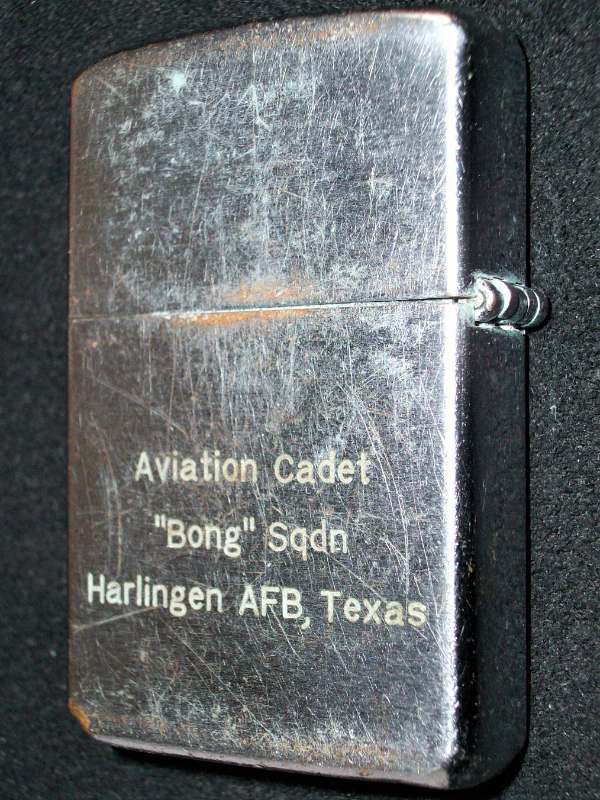 Aviation Cadet
"Bong" Sqdn
Harlingen AFB, Texas